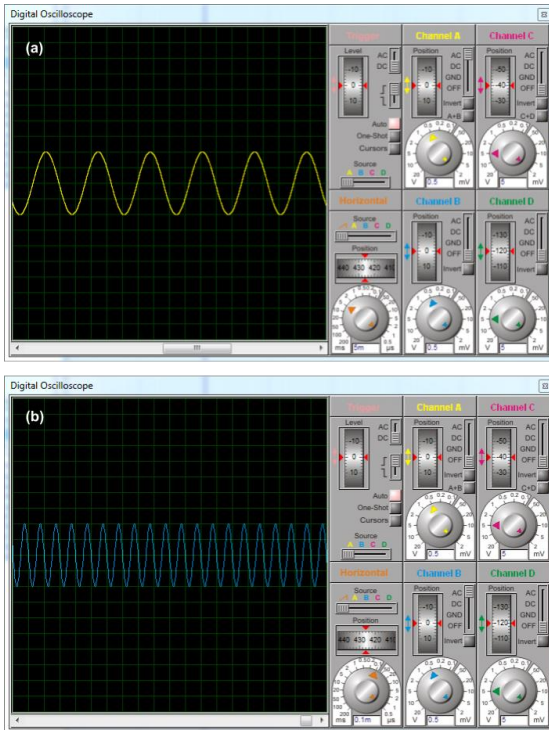 Digital Oscilloscope
(a)
Trigger
Level
AC
DC
-10
0
10
Auto
One-Shot
Cursors
Source
A B C D
Channel A
Position
AC
DC
GND
OFF
-10
0
10
Invert
A+B
V 0.5 mV
Channel C
Position
AC
DC
GND
OFF
-50
-40
-30
Invert
C+D
V 5 mV
Horizontal
Source
A B C D
Position
440 430 420 410
ms 5m µs
Channel B
Position
AC
DC
GND
OFF
-10
0
10
Invert
V 0.5 mV
Channel D
Position
AC
DC
GND
OFF
-130
-120
-110
Invert
V 5 mV
Digital Oscilloscope
(b)
Trigger
Level
AC
DC
-10
0
10
Auto
One-Shot
Cursors
Source
A B C D
Channel A
Position
AC
DC
GND
OFF
-10
0
10
Invert
A+B
V 0.5 mV
Channel C
Position
AC
DC
GND
OFF
-50
-40
-30
Invert
C+D
V 5 mV
Horizontal
Source
A B C D
Position
440 430 420 410
ms 0.1m µs
Channel B
Position
AC
DC
GND
OFF
-10
0
10
Invert
V 0.5 mV
Channel D
Position
AC
DC
GND
OFF
-130
-120
-110
Invert
V 5 mV